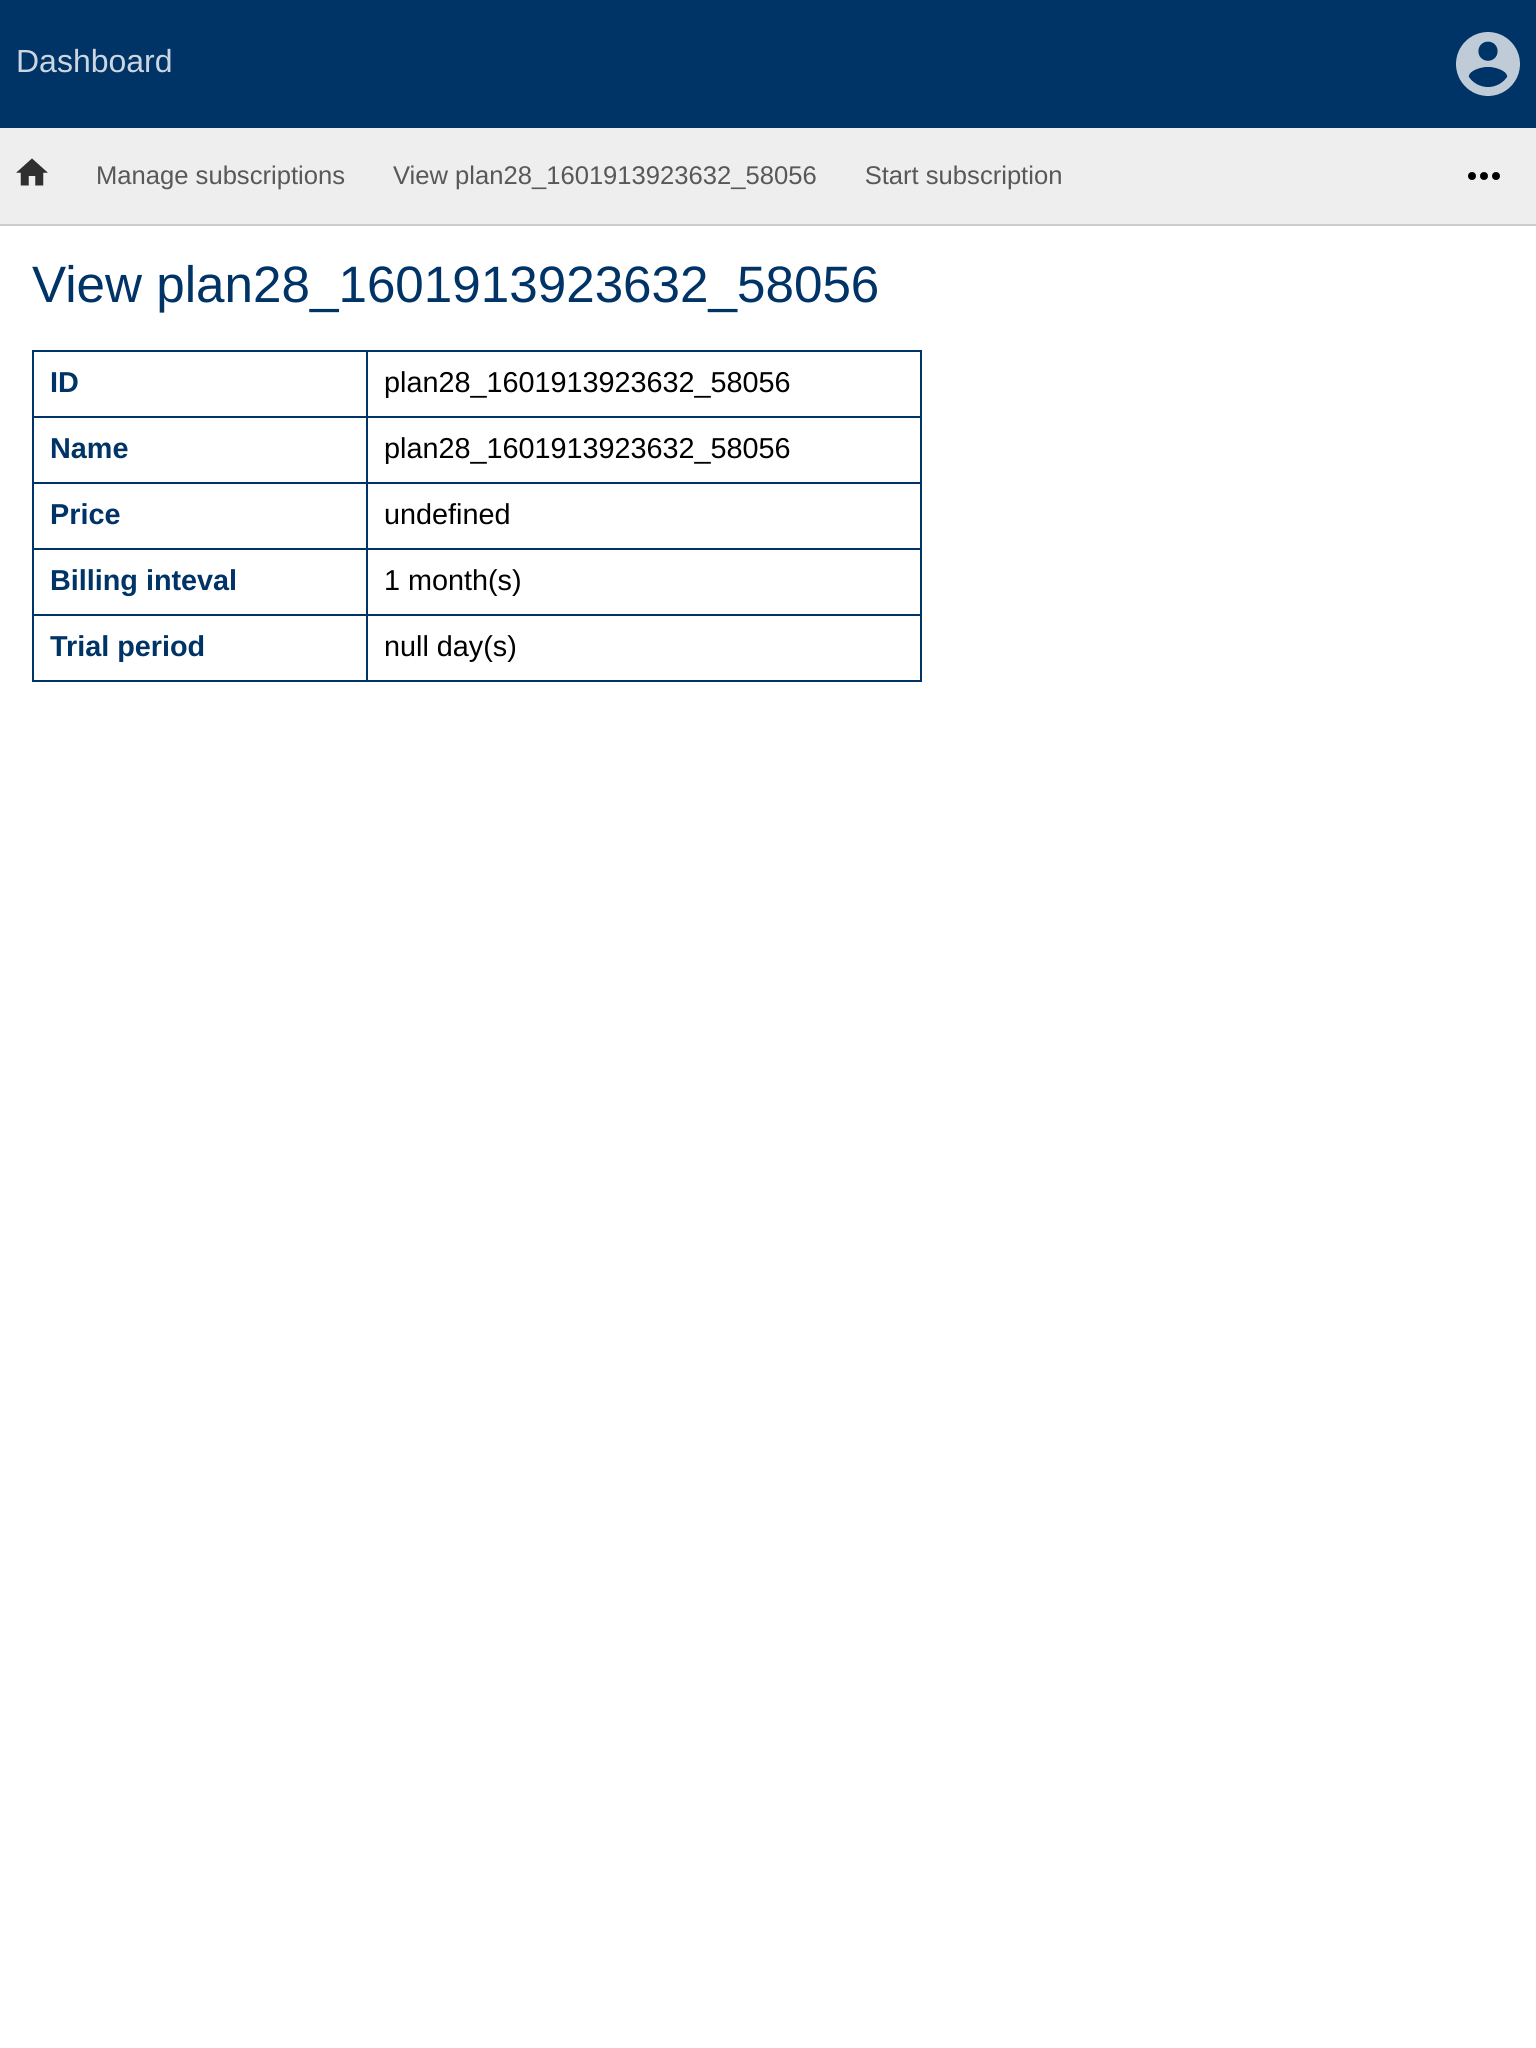 Dashboard
Manage subscriptions View plan28_1601913923632_58056 Start subscription
View plan28_1601913923632_58056
ID plan28_1601913923632_58056
Name plan28_1601913923632_58056
Price undefined
Billing inteval 1 month(s)
Trial period null day(s)